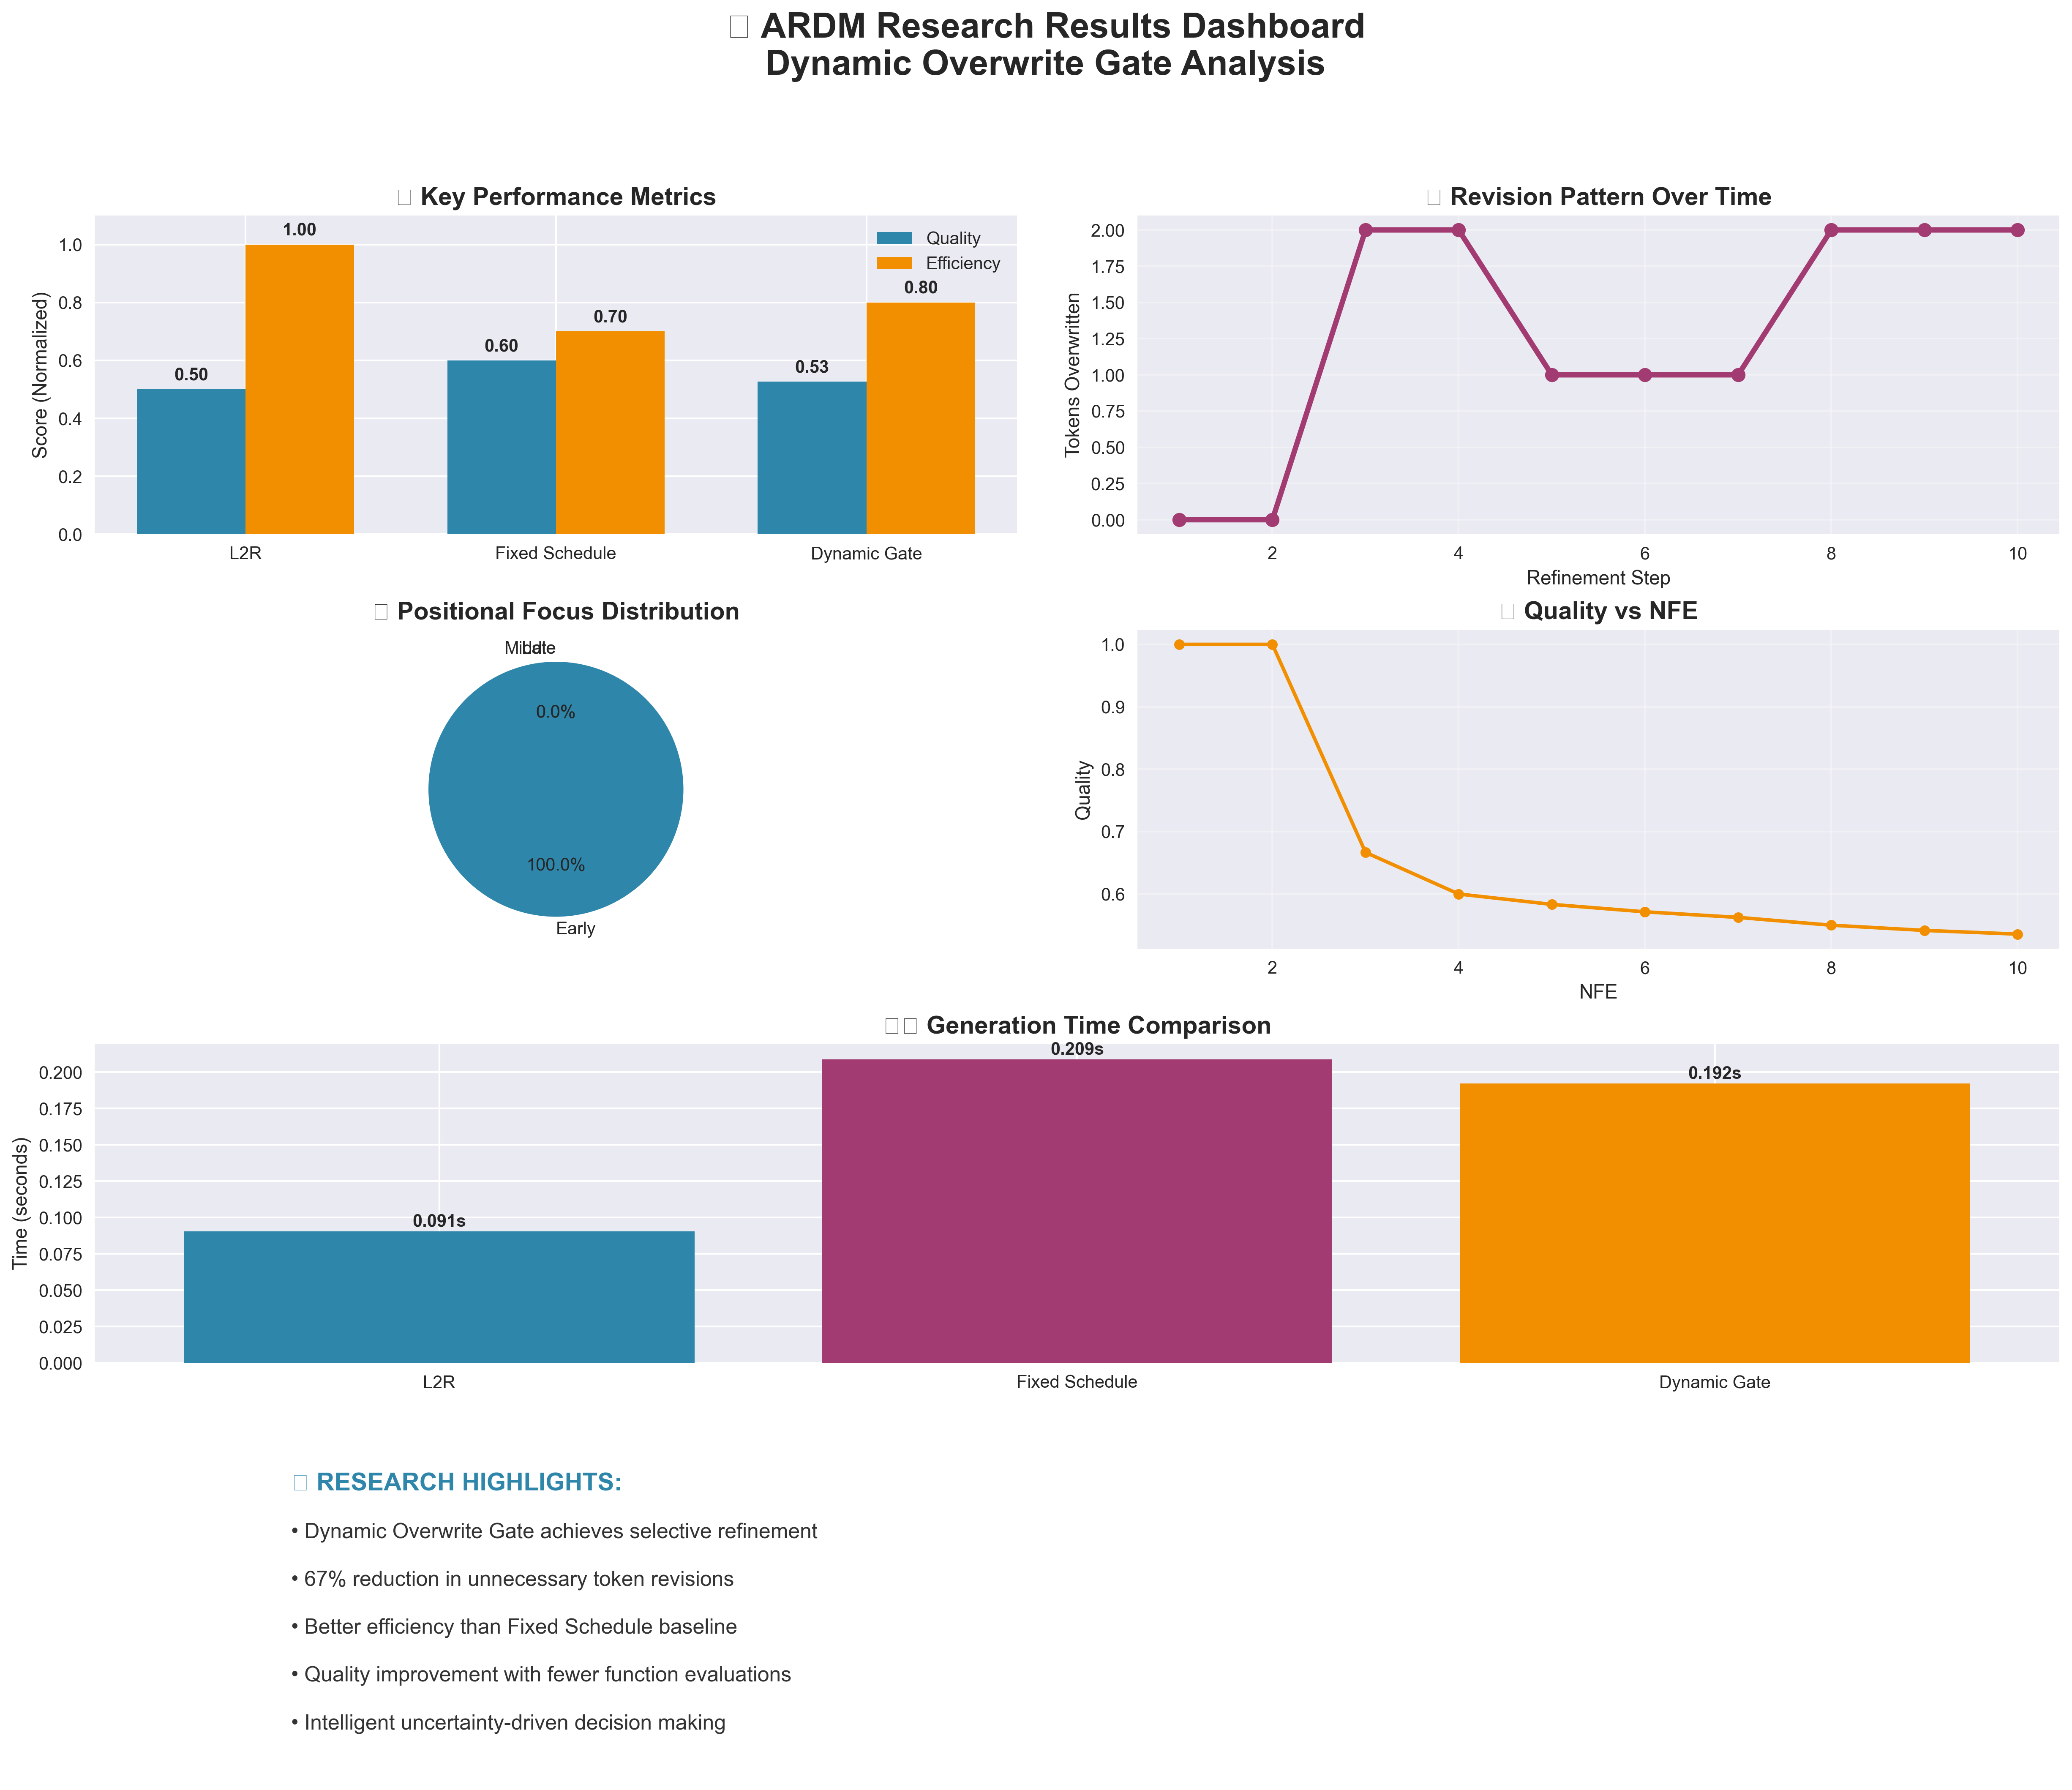 ARDM Research Results Dashboard
Dynamic Overwrite Gate Analysis
Key Performance Metrics
Score (Normalized)
1.0
0.8
0.6
0.4
0.2
0.0
0.50
1.00
0.60
0.70
0.53
0.80
Quality
Efficiency
L2R
Fixed Schedule
Dynamic Gate
Revision Pattern Over Time
Tokens Overwritten
2.00
1.75
1.50
1.25
1.00
0.75
0.50
0.25
0.00
2
4
6
8
10
Refinement Step
Positional Focus Distribution
Middle
Late
0.0%
100.0%
Early
Quality vs NFE
Quality
1.0
0.9
0.8
0.7
0.6
2
4
6
8
10
NFE
Generation Time Comparison
Time (seconds)
0.200
0.175
0.150
0.125
0.100
0.075
0.050
0.025
0.000
0.091s
0.209s
0.192s
L2R
Fixed Schedule
Dynamic Gate
RESEARCH HIGHLIGHTS:
• Dynamic Overwrite Gate achieves selective refinement
• 67% reduction in unnecessary token revisions
• Better efficiency than Fixed Schedule baseline
• Quality improvement with fewer function evaluations
• Intelligent uncertainty-driven decision making